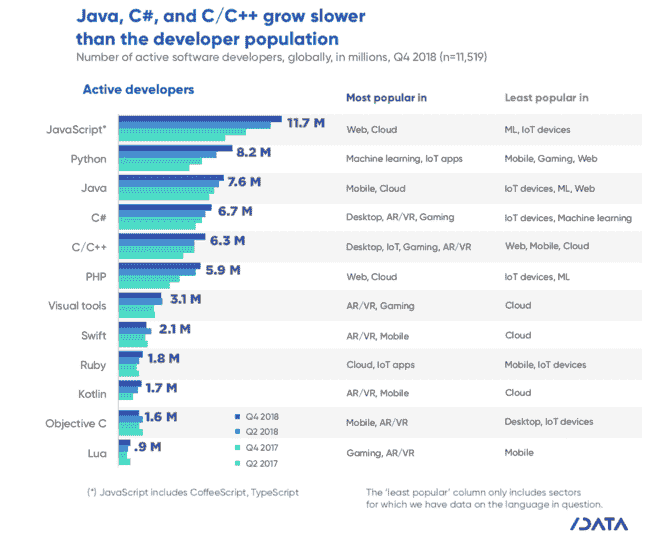 Java, C#, and C/C++ grow slower
than the developer population
Number of active software developers, globally, in millions, Q4 2018 (n=11,519)
Active developers
Most popular in
Least popular in
JavaScript* 11.7 M Web, Cloud ML, IoT devices
Python 8.2 M Machine learning, IoT apps Mobile, Gaming, Web
Java 7.6 M Mobile, Cloud IoT devices, ML, Web
C# 6.7 M Desktop, AR/VR, Gaming IoT devices, Machine learning
C/C++ 6.3 M Desktop, IoT, Gaming, AR/VR Web, Mobile, Cloud
PHP 5.9 M Web, Cloud IoT devices, ML
Visual tools 3.1 M AR/VR, Gaming Cloud
Swift 2.1 M AR/VR, Mobile Cloud
Ruby 1.8 M Cloud, IoT apps Mobile, IoT devices
Kotlin 1.7 M AR/VR, Mobile Cloud
Objective C 1.6 M Mobile, AR/VR Desktop, IoT devices
Lua .9 M Gaming, AR/VR Mobile
Q4 2018
Q2 2018
Q4 2017
Q2 2017
(*) JavaScript includes CoffeeScript, TypeScript
The 'least popular' column only includes sectors
for which we have data on the language in question.
/DATA